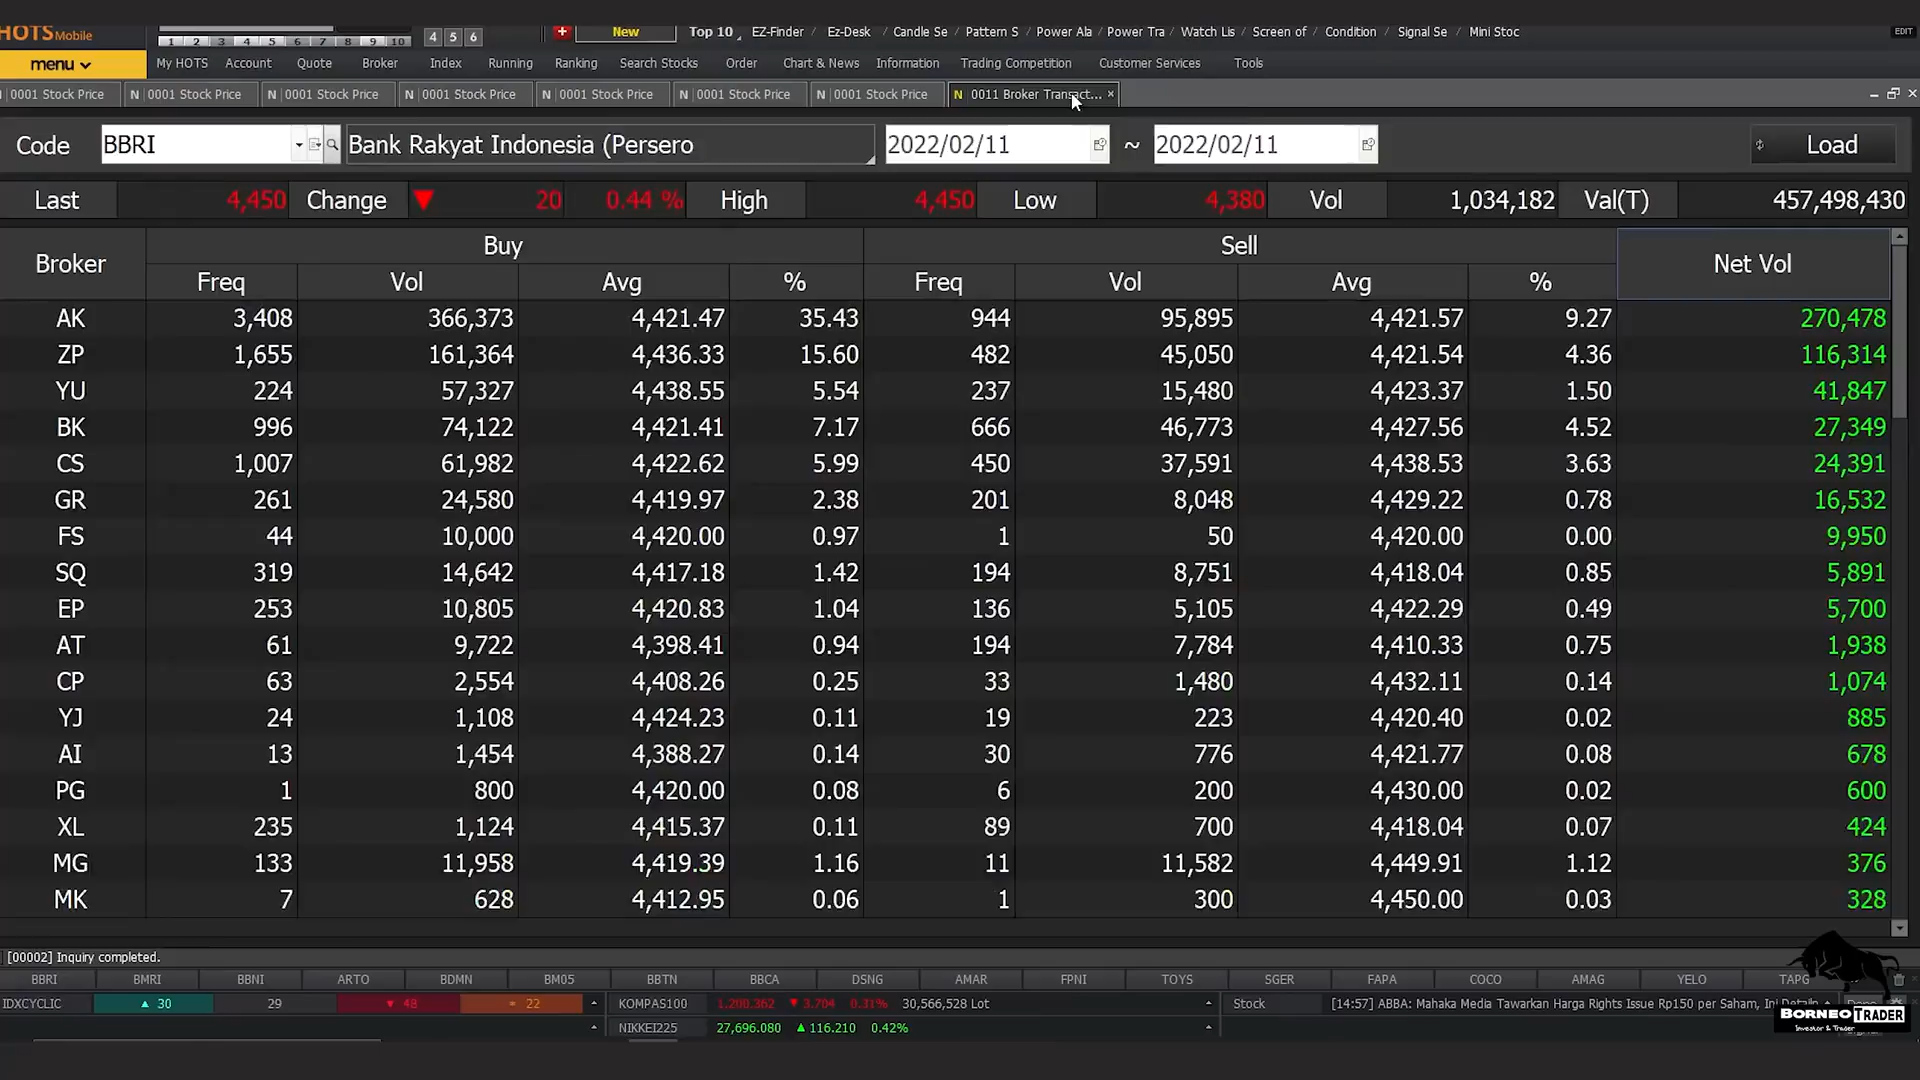 HOTS Mobile
1 2 3 4 5 6 7 8 9 10 4 5 6 New Top 10 EZ-Finder EZ-Desk Candle Se Pattern S Power Ala Power Tra Watch Lis Screen of Condition Signal Se Mini Stoc EDIT
menu My HOTS Account Quote Broker Index Running Ranking Search Stocks Order Chart & News Information Trading Competition Customer Services Tools
0001 Stock Price N 0001 Stock Price N 0001 Stock Price N 0001 Stock Price N 0001 Stock Price N 0001 Stock Price N 0001 Stock Price N 0011 Broker Transact... ×
Code BBRI Bank Rakyat Indonesia (Persero 2022/02/11 ~ 2022/02/11 Load
Last 4,450 Change ▼ 20 0.44 % High 4,450 Low 4,380 Vol 1,034,182 Val(T) 457,498,430
Broker Buy Sell Net Vol
Freq Vol Avg % Freq Vol Avg %
AK 3,408 366,373 4,421.47 35.43 944 95,895 4,421.57 9.27 270,478
ZP 1,655 161,364 4,436.33 15.60 482 45,050 4,421.54 4.36 116,314
YU 224 57,327 4,438.55 5.54 237 15,480 4,423.37 1.50 41,847
BK 996 74,122 4,421.41 7.17 666 46,773 4,427.56 4.52 27,349
CS 1,007 61,982 4,422.62 5.99 450 37,591 4,438.53 3.63 24,391
GR 261 24,580 4,419.97 2.38 201 8,048 4,429.22 0.78 16,532
FS 44 10,000 4,420.00 0.97 1 50 4,420.00 0.00 9,950
SQ 319 14,642 4,417.18 1.42 194 8,751 4,418.04 0.85 5,891
EP 253 10,805 4,420.83 1.04 136 5,105 4,422.29 0.49 5,700
AT 61 9,722 4,398.41 0.94 194 7,784 4,410.33 0.75 1,938
CP 63 2,554 4,408.26 0.25 33 1,480 4,432.11 0.14 1,074
YJ 24 1,108 4,424.23 0.11 19 223 4,420.40 0.02 885
AI 13 1,454 4,388.27 0.14 30 776 4,421.77 0.08 678
PG 1 800 4,420.00 0.08 6 200 4,430.00 0.02 600
XL 235 1,124 4,415.37 0.11 89 700 4,418.04 0.07 424
MG 133 11,958 4,419.39 1.16 11 11,582 4,449.91 1.12 376
MK 7 628 4,412.95 0.06 1 300 4,450.00 0.03 328
[00002] Inquiry completed.
BBRI BMRI BBNI ARTO BDMN BM05 BBTN BBCA DSNG AMAR FPNI TOYS SGER FAPA COCO AMAG YELO TAPG
IDXCYCLIC ▲ 30 29 ▼ 48 = 22 KOMPAS100 1,200.362 ▼ 3.704 0.31% 30,566,528 Lot Stock [14:57] ABBA: Mahaka Media Tawarkan Harga Rights Issue Rp150 per Saham,
NIKKEI225 27,696.080 ▲ 116.210 0.42%
BORNEO TRADER
Investor & Trader